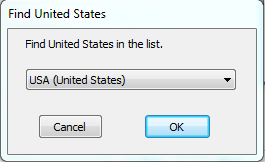 Find United States
Find United States in the list.
USA (United States)
Cancel OK